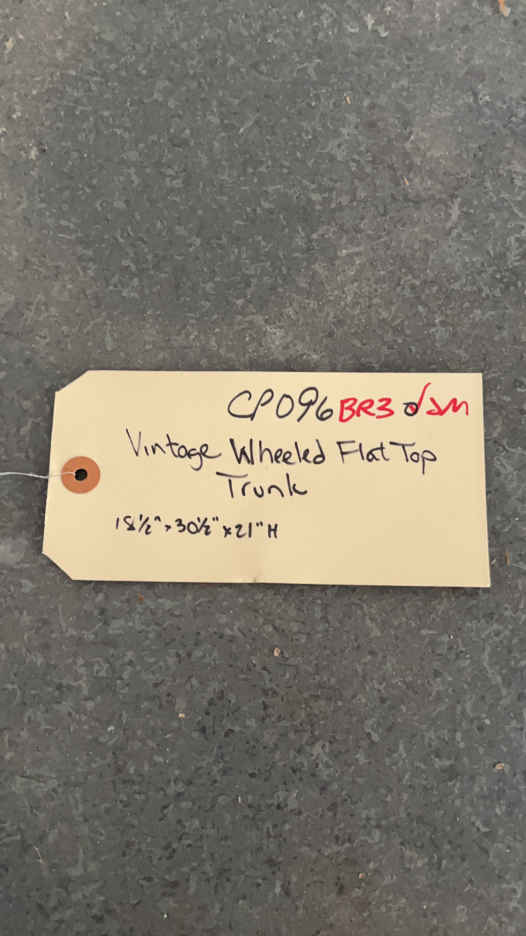 CP096 BR3
Vintage Wheeled Flat Top
Trunk
18½" x 30½" x 21" H